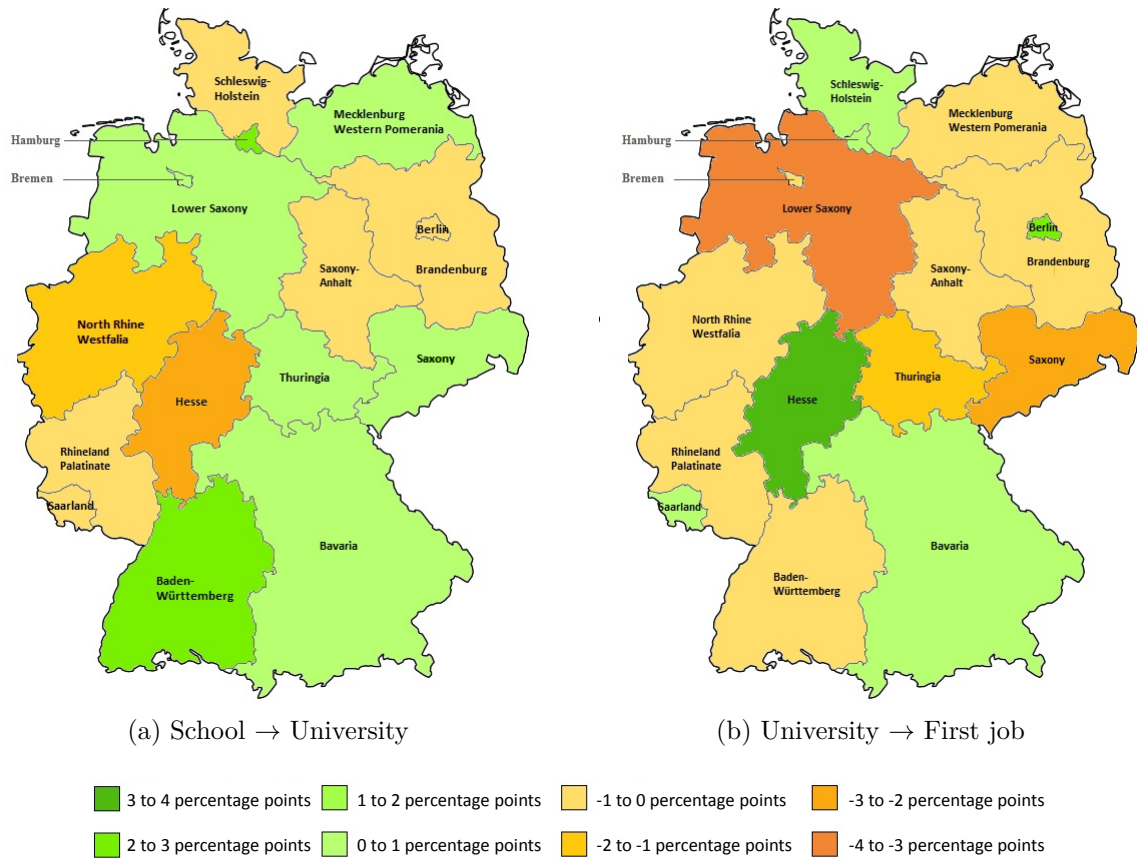 Schleswig-
Holstein
Mecklenburg
Western Pomerania
Hamburg
Bremen
Lower Saxony
Berlin
Brandenburg
Saxony-
Anhalt
North Rhine
Westfalia
Saxony
Thuringia
Hesse
Rhineland
Palatinate
Saarland
Bavaria
Baden-
Württemberg
(a) School → University
Schleswig-
Holstein
Mecklenburg
Western Pomerania
Hamburg
Bremen
Lower Saxony
Berlin
Brandenburg
Saxony-
Anhalt
North Rhine
Westfalia
Saxony
Thuringia
Hesse
Rhineland
Palatinate
Saarland
Bavaria
Baden-
Württemberg
(b) University → First job
3 to 4 percentage points
1 to 2 percentage points
-1 to 0 percentage points
-3 to -2 percentage points
2 to 3 percentage points
0 to 1 percentage points
-2 to -1 percentage points
-4 to -3 percentage points